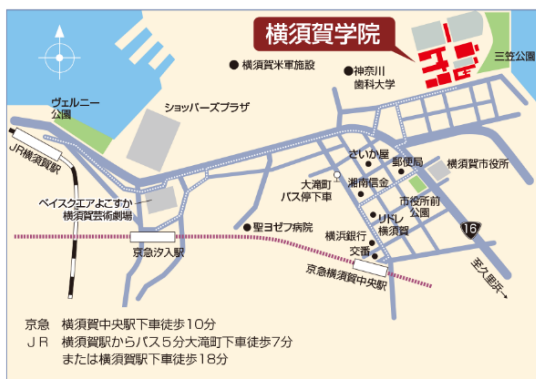 横須賀学院
三笠公園
横須賀米軍施設
神奈川
歯科大学
ヴェルニー
公園
ショッパーズプラザ
JR横須賀駅
さいか屋
郵便局
横須賀市役所
大滝町
バス停下車
湘南信金
市役所前
公園
ベイスクエアよこすか
横須賀芸術劇場
リドレ
横須賀
聖ヨゼフ病院
横浜銀行
交番
16
京急汐入駅
京急横須賀中央駅
至久里浜→
京急 横須賀中央駅下車徒歩10分
JR 横須賀駅からバス5分大滝町下車徒歩7分
または横須賀駅下車徒歩18分